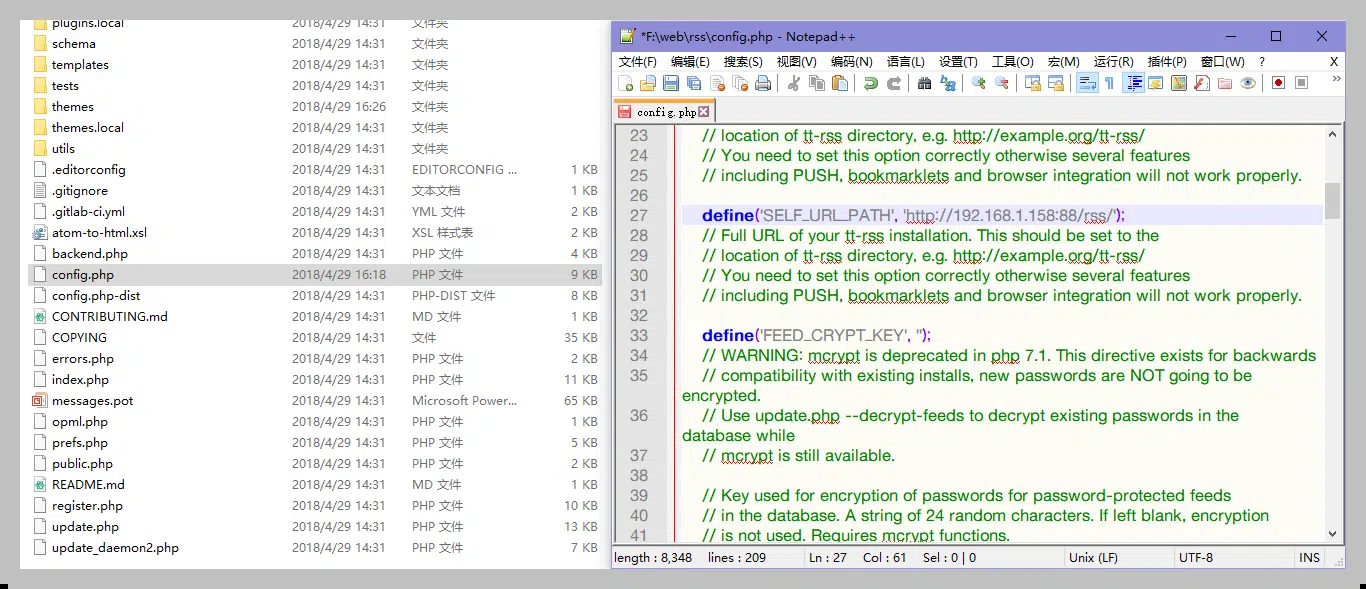 plugins.local 2018/4/29 14:31 文件夹
schema 2018/4/29 14:31 文件夹
templates 2018/4/29 14:31 文件夹
tests 2018/4/29 14:31 文件夹
themes 2018/4/29 16:26 文件夹
themes.local 2018/4/29 14:31 文件夹
utils 2018/4/29 14:31 文件夹
.editorconfig 2018/4/29 14:31 EDITORCONFIG ... 1 KB
.gitignore 2018/4/29 14:31 文本文档 1 KB
.gitlab-ci.yml 2018/4/29 14:31 YML 文件 2 KB
atom-to-html.xsl 2018/4/29 14:31 XSL 样式表 2 KB
backend.php 2018/4/29 14:31 PHP 文件 4 KB
config.php 2018/4/29 16:18 PHP 文件 9 KB
config.php-dist 2018/4/29 14:31 PHP-DIST 文件 8 KB
CONTRIBUTING.md 2018/4/29 14:31 MD 文件 1 KB
COPYING 2018/4/29 14:31 文件 35 KB
errors.php 2018/4/29 14:31 PHP 文件 2 KB
index.php 2018/4/29 14:31 PHP 文件 11 KB
messages.pot 2018/4/29 14:31 Microsoft Power... 65 KB
opml.php 2018/4/29 14:31 PHP 文件 1 KB
prefs.php 2018/4/29 14:31 PHP 文件 5 KB
public.php 2018/4/29 14:31 PHP 文件 2 KB
README.md 2018/4/29 14:31 MD 文件 1 KB
register.php 2018/4/29 14:31 PHP 文件 10 KB
update.php 2018/4/29 14:31 PHP 文件 13 KB
update_daemon2.php 2018/4/29 14:31 PHP 文件 7 KB
*F:\web\rss\config.php - Notepad++
文件(F) 编辑(E) 搜索(S) 视图(V) 编码(N) 语言(L) 设置(T) 工具(O) 宏(M) 运行(R) 插件(P) 窗口(W) ? X
config.php
23 // location of tt-rss directory, e.g. http://example.org/tt-rss/
24 // You need to set this option correctly otherwise several features
25 // including PUSH, bookmarklets and browser integration will not work properly.
26
27 define('SELF_URL_PATH', 'http://192.168.1.158:88/rss/');
28 // Full URL of your tt-rss installation. This should be set to the
29 // location of tt-rss directory, e.g. http://example.org/tt-rss/
30 // You need to set this option correctly otherwise several features
31 // including PUSH, bookmarklets and browser integration will not work properly.
32
33 define('FEED_CRYPT_KEY', '');
34 // WARNING: mcrypt is deprecated in php 7.1. This directive exists for backwards
35 // compatibility with existing installs, new passwords are NOT going to be
encrypted.
36 // Use update.php --decrypt-feeds to decrypt existing passwords in the
database while
37 // mcrypt is still available.
38
39 // Key used for encryption of passwords for password-protected feeds
40 // in the database. A string of 24 random characters. If left blank, encryption
41 // is not used. Requires mcrypt functions.
length : 8,348 lines : 209 Ln : 27 Col : 61 Sel : 0 | 0 Unix (LF) UTF-8 INS